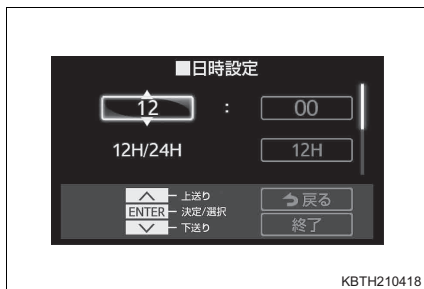 ■日時設定
12 : 00
12H/24H 12H
上送り
ENTER 決定/選択
下送り
戻る
終了
KBTH210418